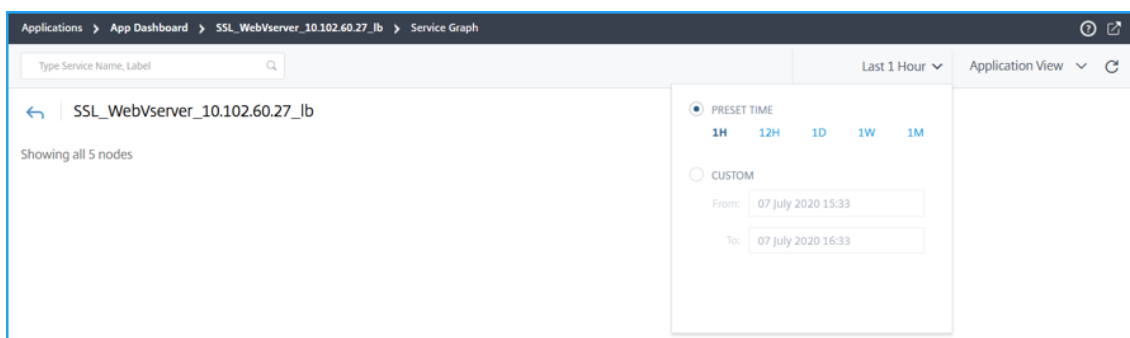 Applications > App Dashboard > SSL_WebVserver_10.102.60.27_lb > Service Graph
Type Service Name, Label
Last 1 Hour
Application View
SSL_WebVserver_10.102.60.27_lb
Showing all 5 nodes
PRESET TIME
1H 12H 1D 1W 1M
CUSTOM
From: 07 July 2020 15:33
To: 07 July 2020 16:33